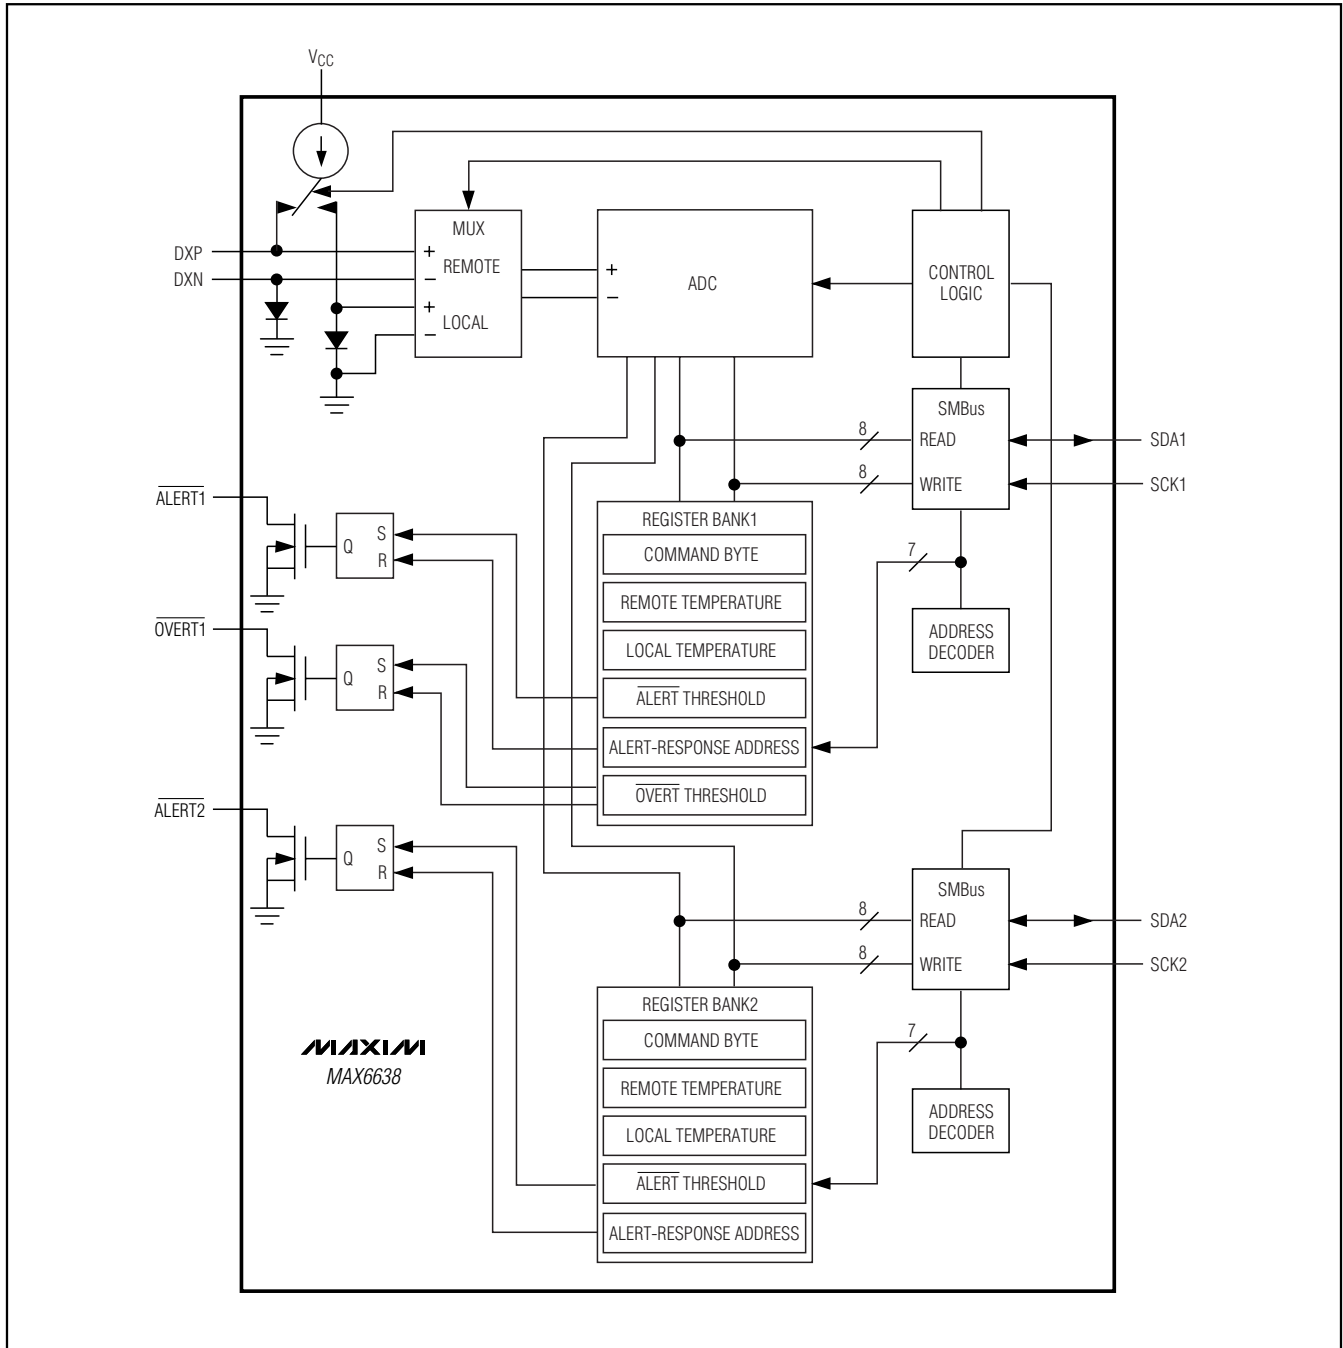 VCC
DXP
DXN
MUX
+
REMOTE
−
+
LOCAL
−
+
−
ADC
CONTROL
LOGIC
SMBus
8
READ
SDA1
8
WRITE
SCK1
ALERT1
S
Q
R
REGISTER BANK1
COMMAND BYTE
REMOTE TEMPERATURE
LOCAL TEMPERATURE
ALERT THRESHOLD
ALERT-RESPONSE ADDRESS
OVERT THRESHOLD
7
ADDRESS
DECODER
OVERT1
S
Q
R
ALERT2
S
Q
R
SMBus
8
READ
SDA2
8
WRITE
SCK2
REGISTER BANK2
COMMAND BYTE
REMOTE TEMPERATURE
LOCAL TEMPERATURE
ALERT THRESHOLD
ALERT-RESPONSE ADDRESS
7
ADDRESS
DECODER
MAXIM
MAX6638